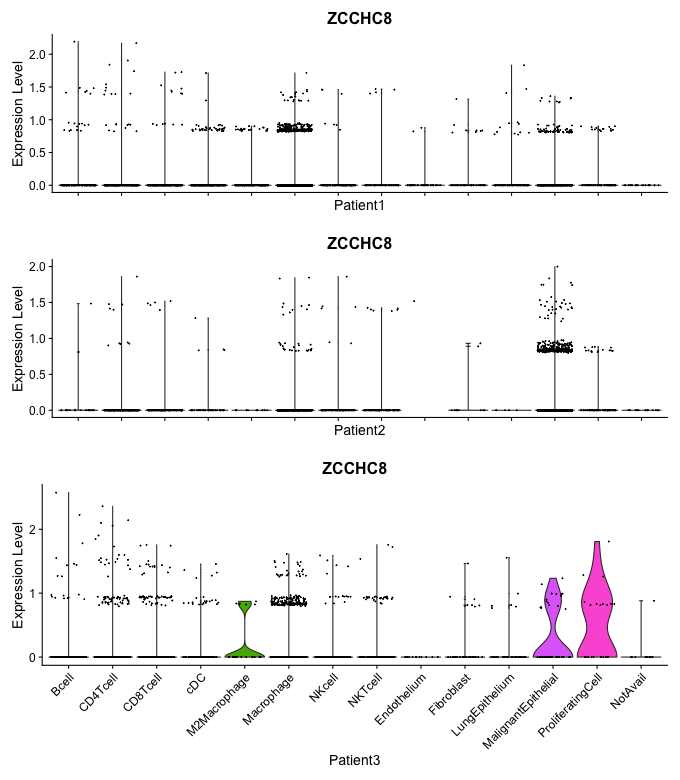 ZCCHC8
Expression Level
2.0
1.5
1.0
0.5
0.0
Patient1
ZCCHC8
Expression Level
2.0
1.5
1.0
0.5
0.0
Patient2
ZCCHC8
Expression Level
2
1
0
Bcell
CD4Tcell
CD8Tcell
cDC
M2Macrophage
Macrophage
NKcell
NKTcell
Endothelium
Fibroblast
LungEpithelium
MalignantEpithelial
ProliferatingCell
NotAvail
Patient3